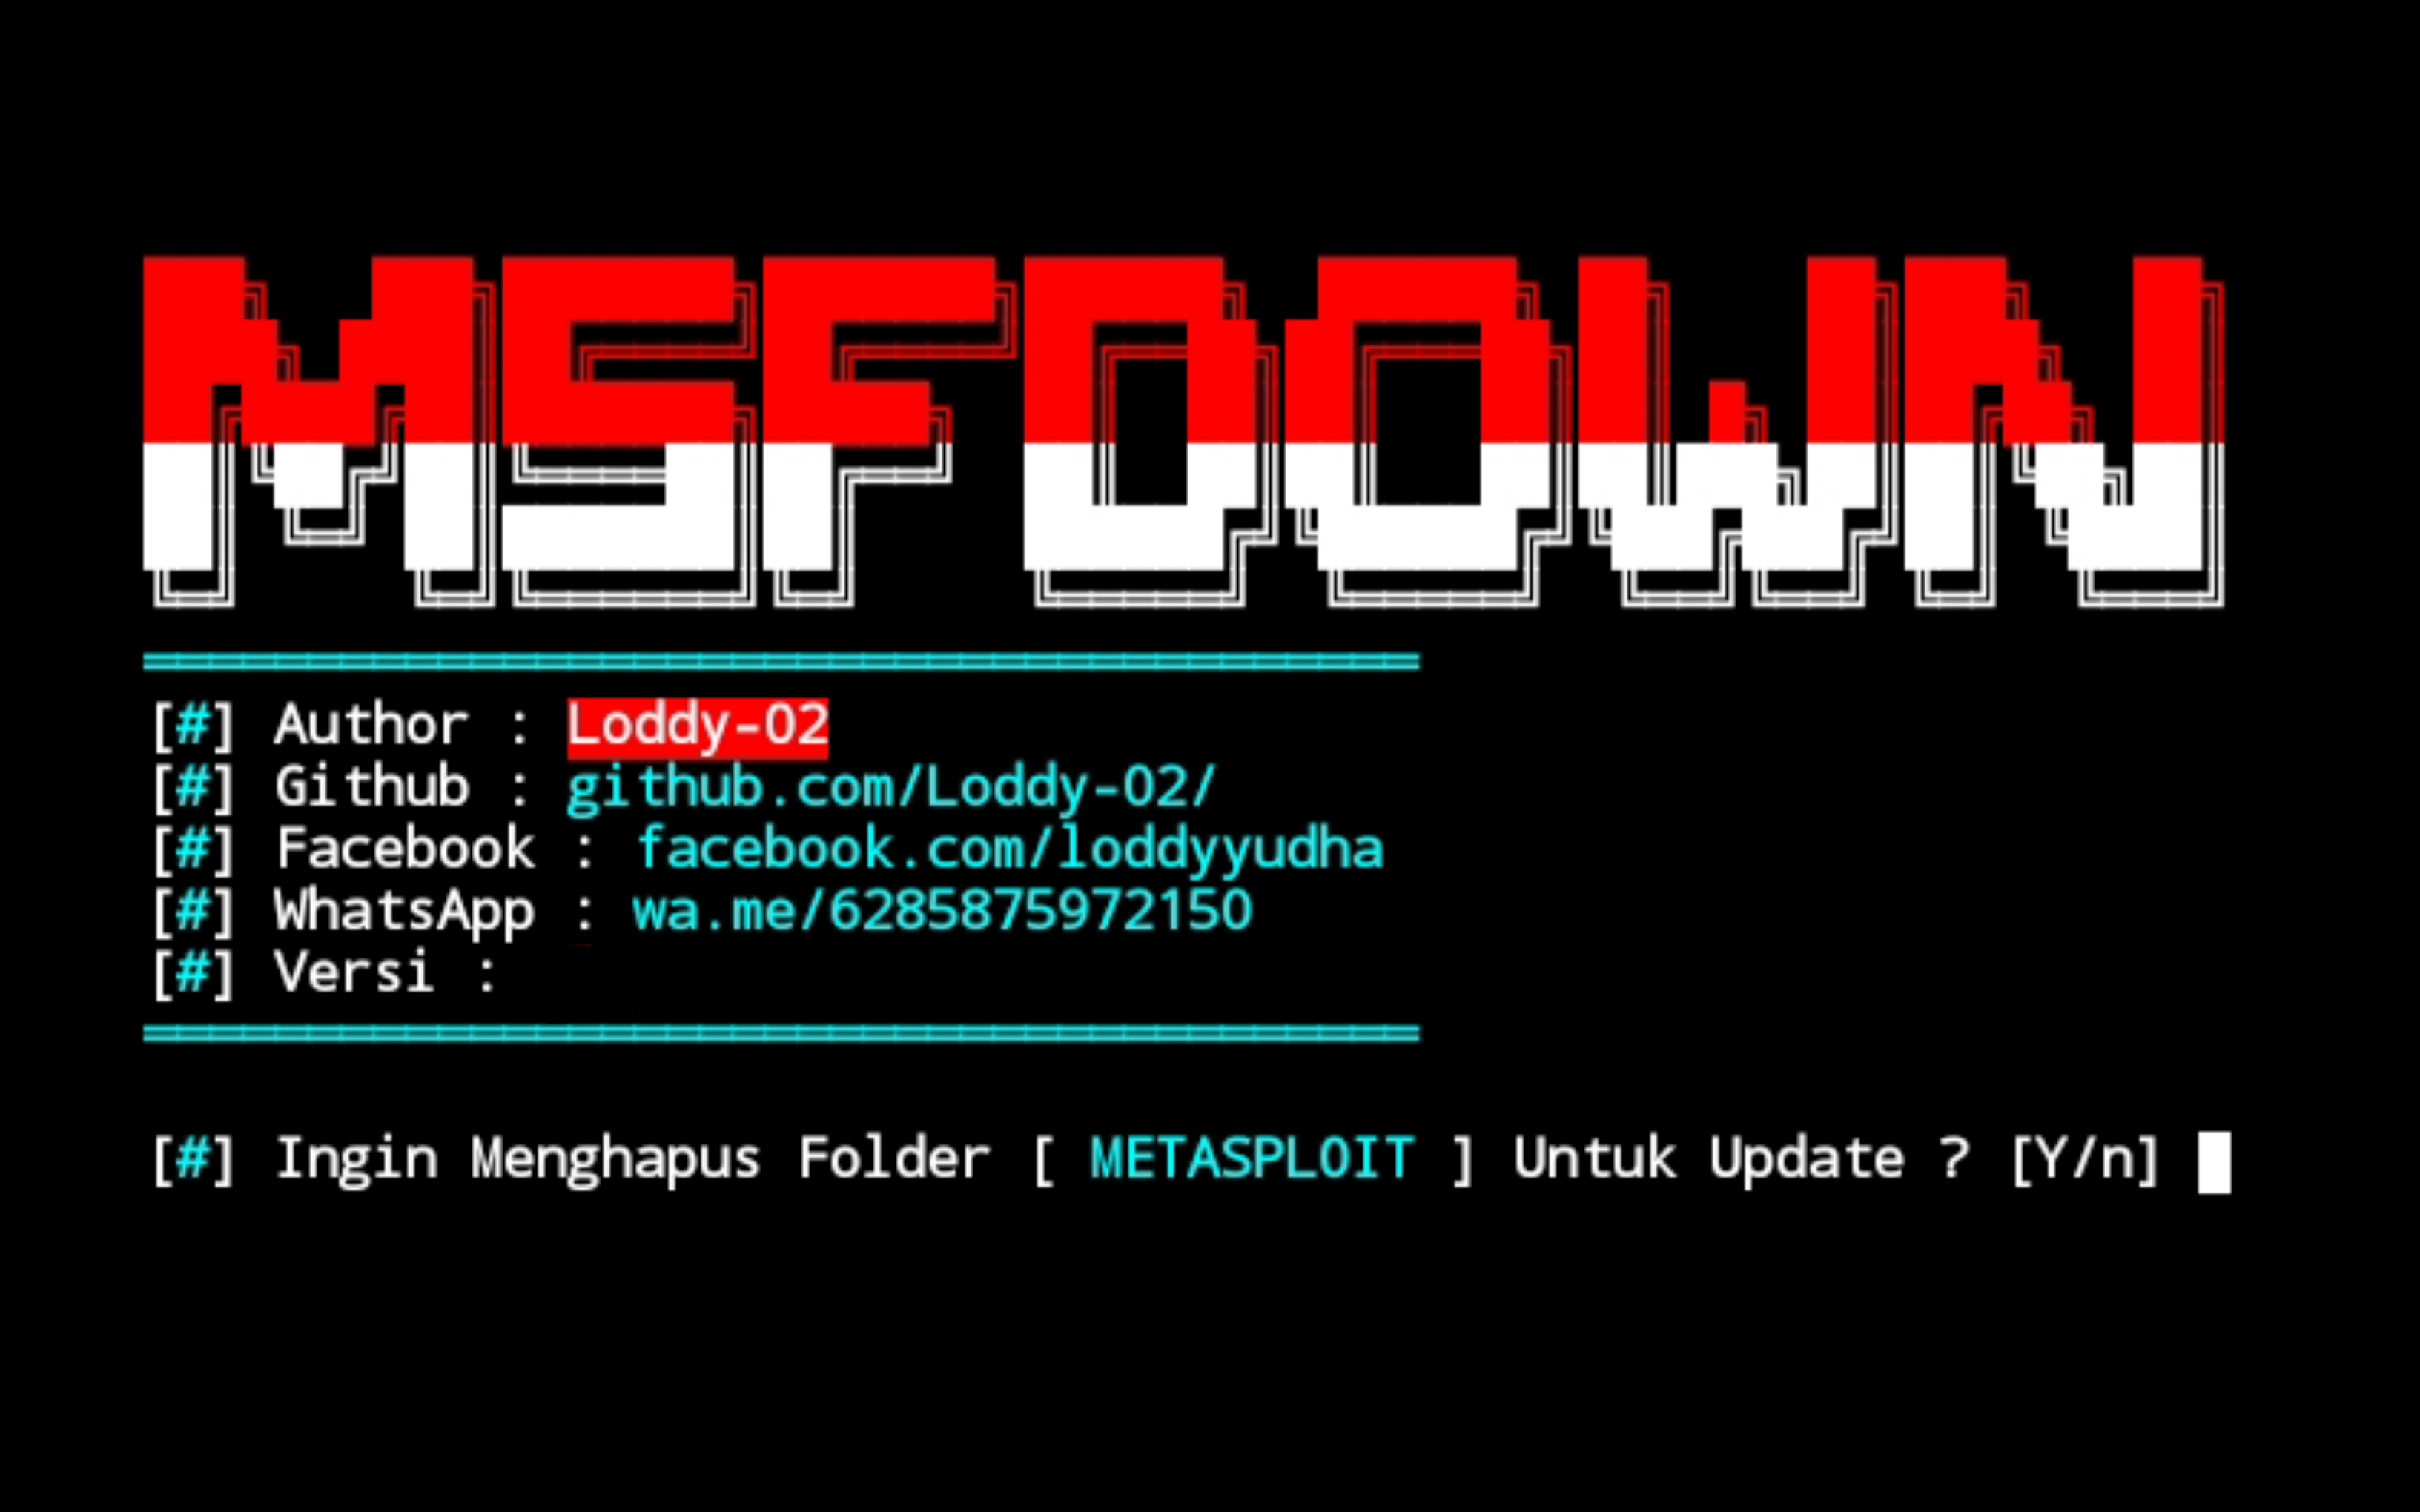 MSFDOWN
[#] Author : Loddy-02
[#] Github : github.com/Loddy-02/
[#] Facebook : facebook.com/loddyyudha
[#] WhatsApp : wa.me/6285875972150
[#] Versi :
[#] Ingin Menghapus Folder [ METASPLOIT ] Untuk Update ? [Y/n]